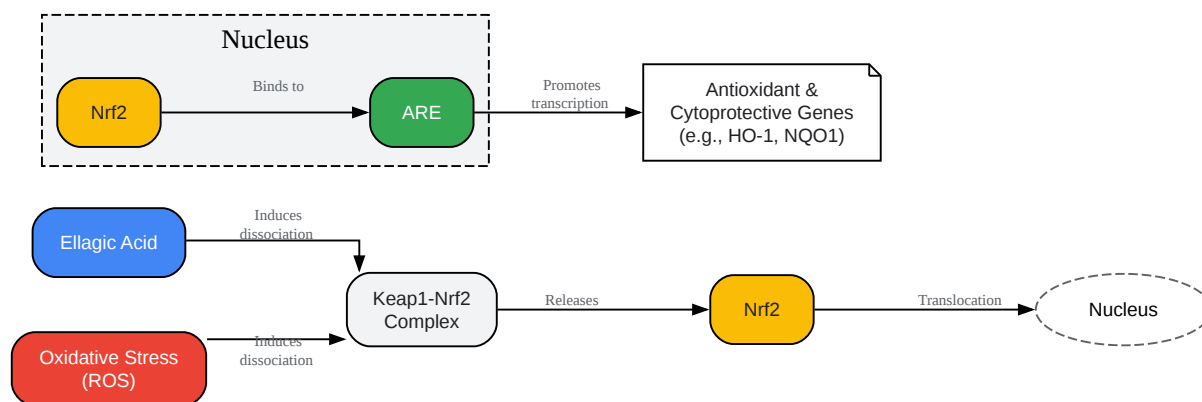 Nucleus
Nrf2
Binds to
ARE
Promotes
transcription
Antioxidant &
Cytoprotective Genes
(e.g., HO-1, NQO1)
Ellagic Acid
Induces
dissociation
Oxidative Stress
(ROS)
Induces
dissociation
Keap1-Nrf2
Complex
Releases
Nrf2
Translocation
Nucleus